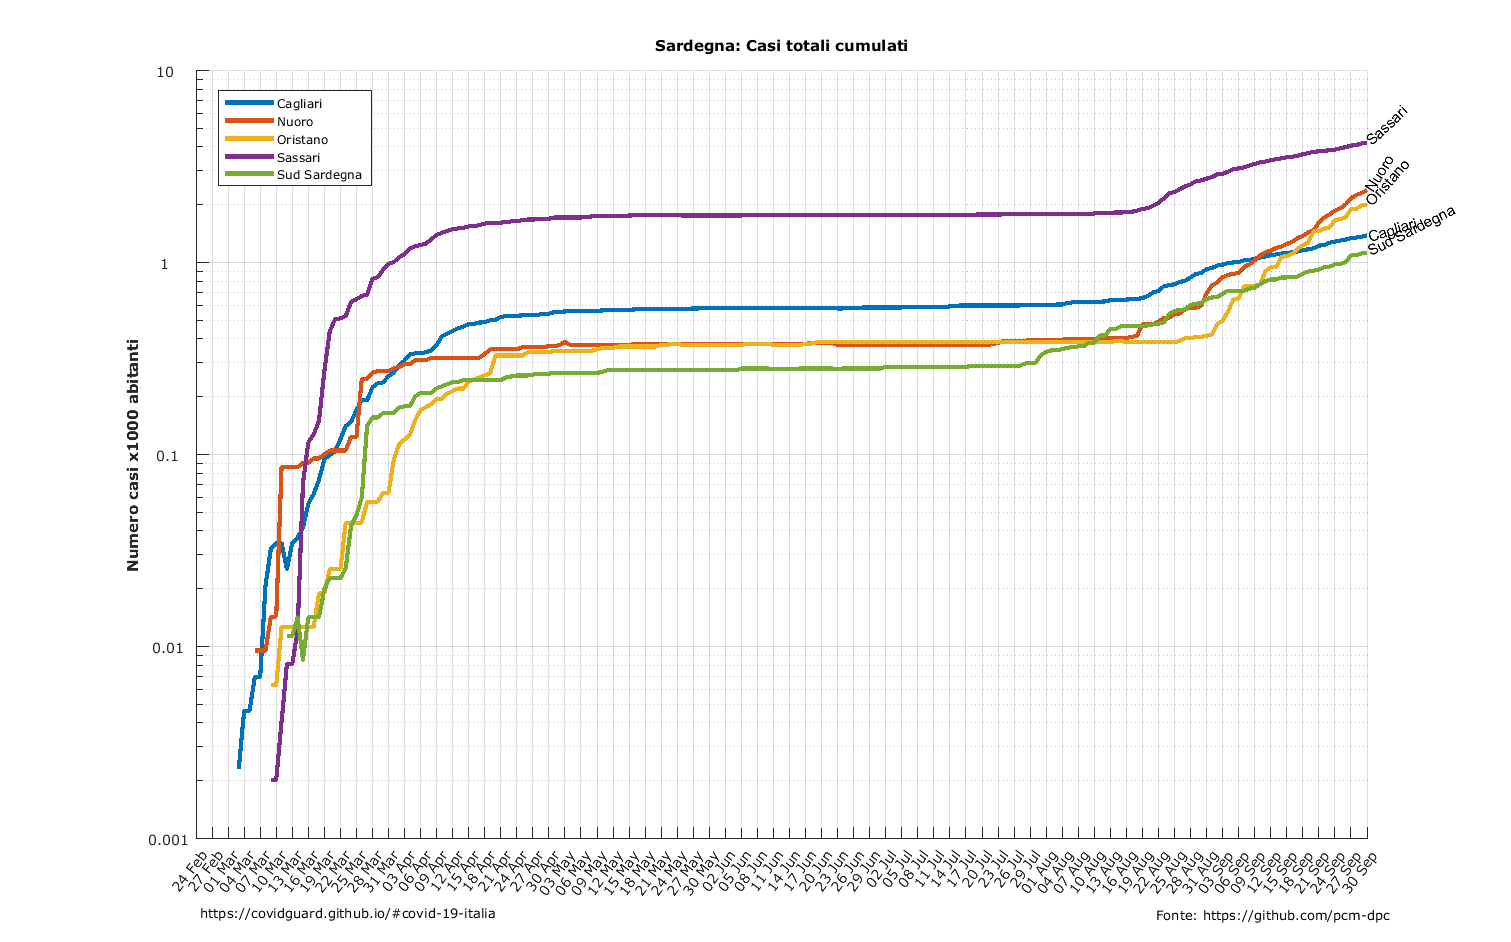 Sardegna: Casi totali cumulati
Numero casi x1000 abitanti
10
1
0.1
0.01
0.001
Cagliari
Nuoro
Oristano
Sassari
Sud Sardegna
Sassari
Nuoro
Oristano
Cagliari
Sud Sardegna
24 Feb
27 Feb
01 Mar
04 Mar
07 Mar
10 Mar
13 Mar
16 Mar
19 Mar
22 Mar
25 Mar
28 Mar
31 Mar
03 Apr
06 Apr
09 Apr
12 Apr
15 Apr
18 Apr
21 Apr
24 Apr
27 Apr
30 Apr
03 May
06 May
09 May
12 May
15 May
18 May
21 May
24 May
27 May
30 May
02 Jun
05 Jun
08 Jun
11 Jun
14 Jun
17 Jun
20 Jun
23 Jun
26 Jun
29 Jun
02 Jul
05 Jul
08 Jul
11 Jul
14 Jul
17 Jul
20 Jul
23 Jul
26 Jul
29 Jul
01 Aug
04 Aug
07 Aug
10 Aug
13 Aug
16 Aug
19 Aug
22 Aug
25 Aug
28 Aug
31 Aug
03 Sep
06 Sep
09 Sep
12 Sep
15 Sep
18 Sep
21 Sep
24 Sep
27 Sep
30 Sep
https://covidguard.github.io/#covid-19-italia
Fonte: https://github.com/pcm-dpc